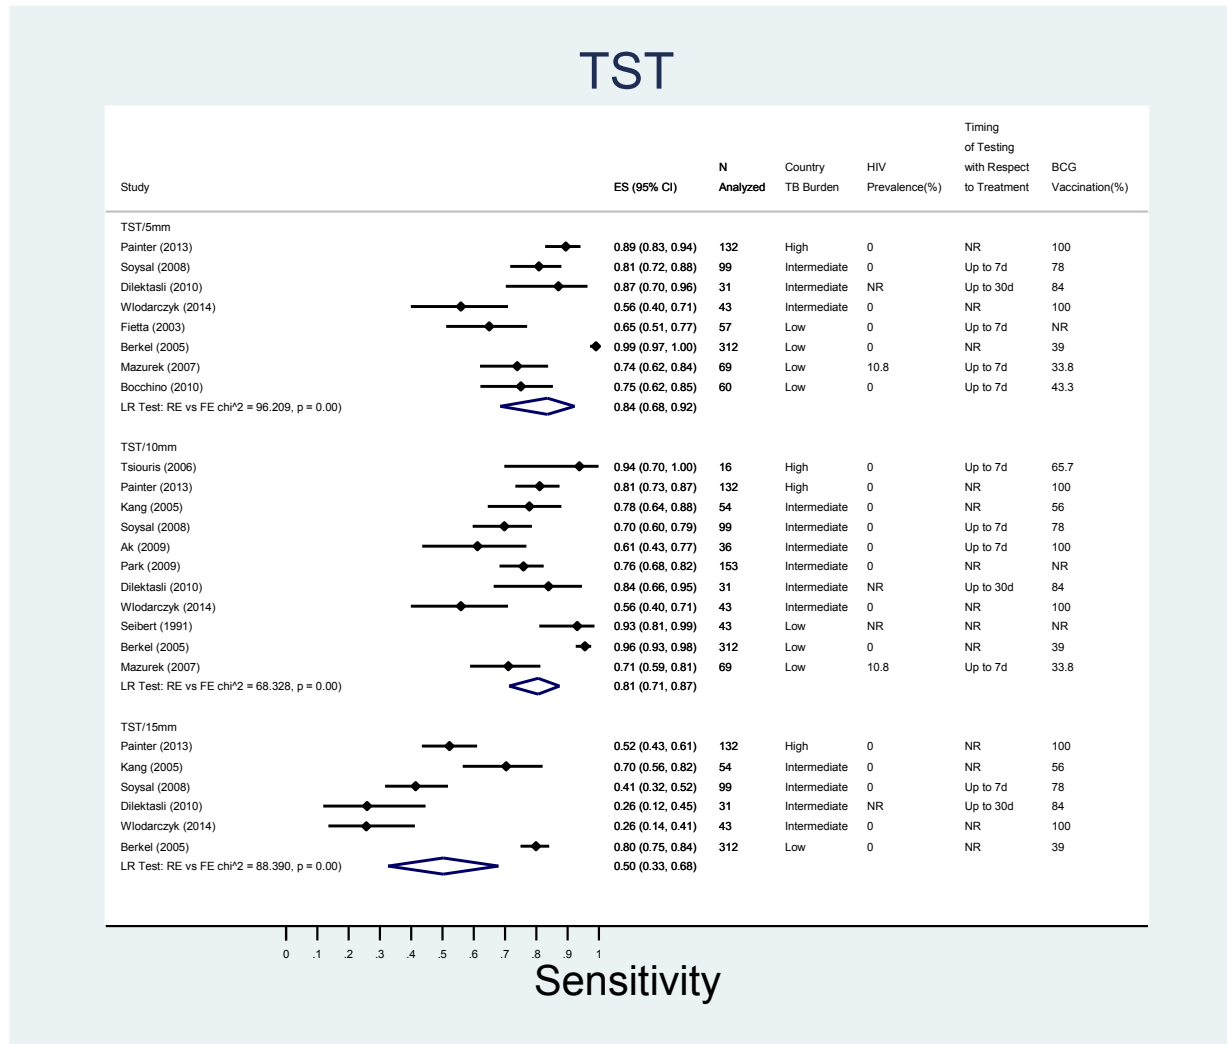 TST
Timing
of Testing
N Country HIV with Respect BCG
Study ES (95% CI) Analyzed TB Burden Prevalence(%) to Treatment Vaccination(%)
TST/5mm
Painter (2013) 0.89 (0.83, 0.94) 132 High 0 NR 100
Soysal (2008) 0.81 (0.72, 0.88) 99 Intermediate 0 Up to 7d 78
Dilektasli (2010) 0.87 (0.70, 0.96) 31 Intermediate NR Up to 30d 84
Wlodarczyk (2014) 0.56 (0.40, 0.71) 43 Intermediate 0 NR 100
Fietta (2003) 0.65 (0.51, 0.77) 57 Low 0 Up to 7d NR
Berkel (2005) 0.99 (0.97, 1.00) 312 Low 0 NR 39
Mazurek (2007) 0.74 (0.62, 0.84) 69 Low 10.8 Up to 7d 33.8
Bocchino (2010) 0.75 (0.62, 0.85) 60 Low 0 Up to 7d 43.3
LR Test: RE vs FE chi^2 = 96.209, p = 0.00) 0.84 (0.68, 0.92)
TST/10mm
Tsiouris (2006) 0.94 (0.70, 1.00) 16 High 0 Up to 7d 65.7
Painter (2013) 0.81 (0.73, 0.87) 132 High 0 NR 100
Kang (2005) 0.78 (0.64, 0.88) 54 Intermediate 0 NR 56
Soysal (2008) 0.70 (0.60, 0.79) 99 Intermediate 0 Up to 7d 78
Ak (2009) 0.61 (0.43, 0.77) 36 Intermediate 0 Up to 7d 100
Park (2009) 0.76 (0.68, 0.82) 153 Intermediate 0 NR NR
Dilektasli (2010) 0.84 (0.66, 0.95) 31 Intermediate NR Up to 30d 84
Wlodarczyk (2014) 0.56 (0.40, 0.71) 43 Intermediate 0 NR 100
Seibert (1991) 0.93 (0.81, 0.99) 43 Low NR NR NR
Berkel (2005) 0.96 (0.93, 0.98) 312 Low 0 NR 39
Mazurek (2007) 0.71 (0.59, 0.81) 69 Low 10.8 Up to 7d 33.8
LR Test: RE vs FE chi^2 = 68.328, p = 0.00) 0.81 (0.71, 0.87)
TST/15mm
Painter (2013) 0.52 (0.43, 0.61) 132 High 0 NR 100
Kang (2005) 0.70 (0.56, 0.82) 54 Intermediate 0 NR 56
Soysal (2008) 0.41 (0.32, 0.52) 99 Intermediate 0 Up to 7d 78
Dilektasli (2010) 0.26 (0.12, 0.45) 31 Intermediate NR Up to 30d 84
Wlodarczyk (2014) 0.26 (0.14, 0.41) 43 Intermediate 0 NR 100
Berkel (2005) 0.80 (0.75, 0.84) 312 Low 0 NR 39
LR Test: RE vs FE chi^2 = 88.390, p = 0.00) 0.50 (0.33, 0.68)
0 .1 .2 .3 .4 .5 .6 .7 .8 .9 1
Sensitivity